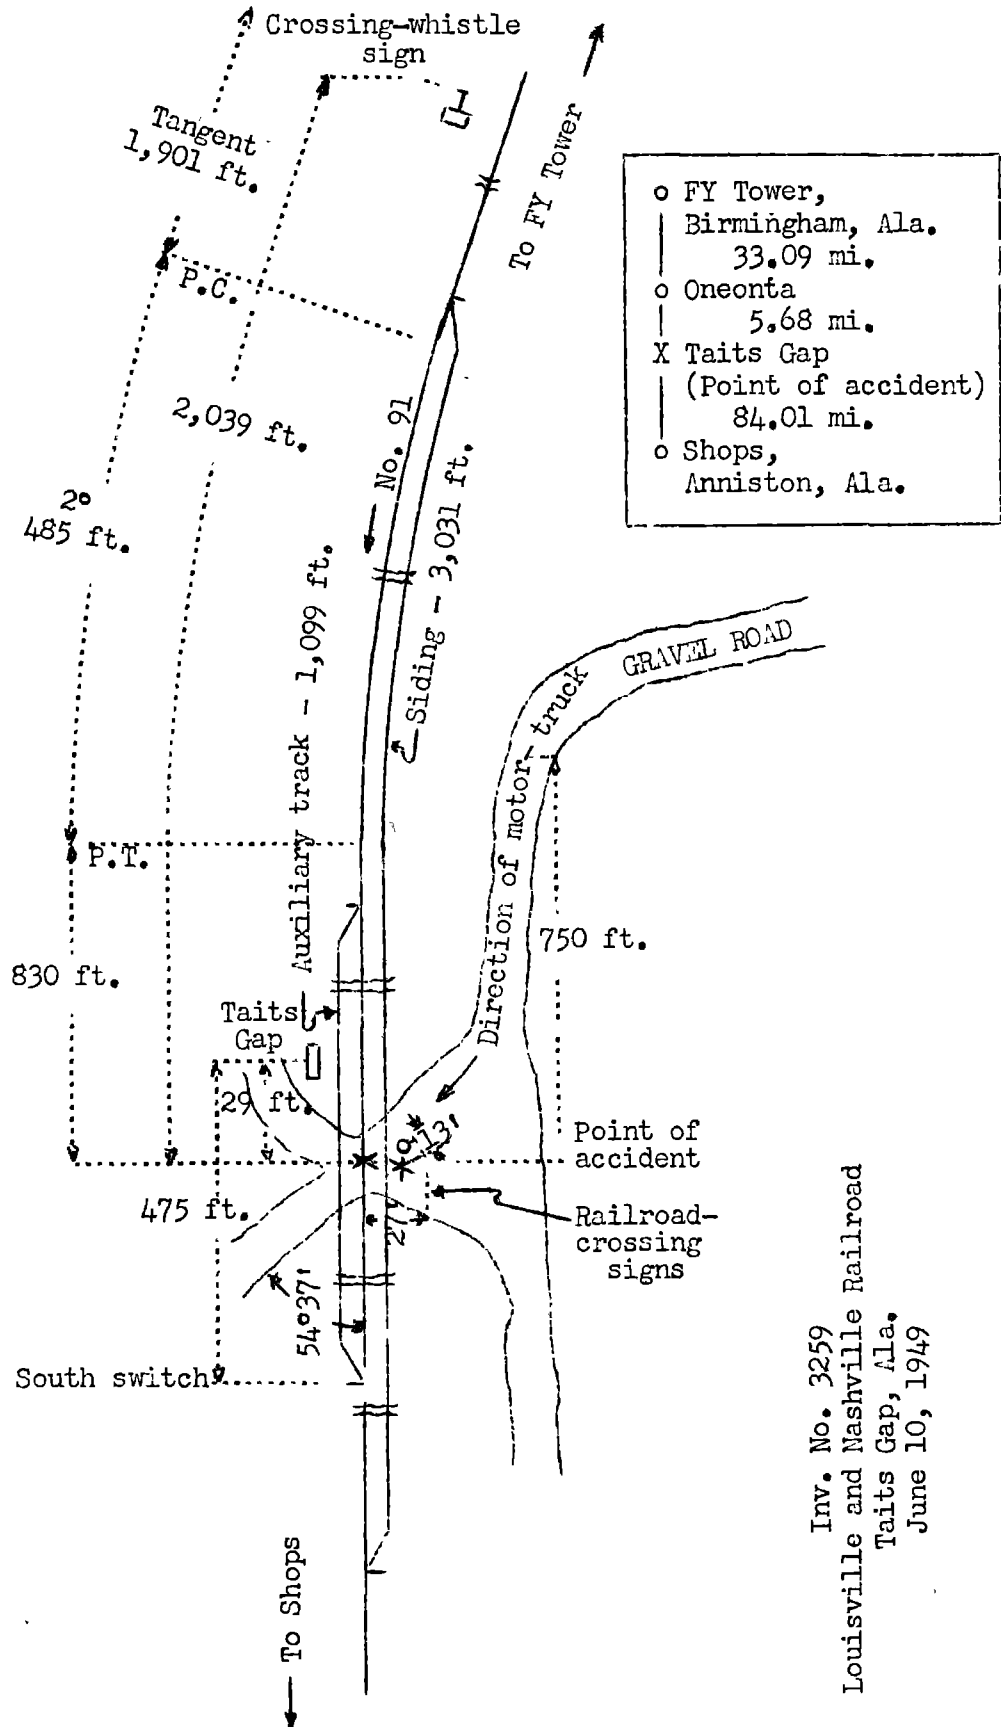 Crossing-whistle
sign
Tangent
1,901 ft.
To FY Tower
P.C.
2,039 ft.
2°
485 ft.
No. 91
Siding - 3,031 ft.
Auxiliary track - 1,099 ft.
o FY Tower,
Birmingham, Ala.
33.09 mi.
o Oneonta
5.68 mi.
X Taits Gap
(Point of accident)
84.01 mi.
o Shops,
Anniston, Ala.
GRAVEL ROAD
Direction of motor-truck
P.T.
750 ft.
830 ft.
Taits
Gap
29 ft.
13'
Point of
accident
475 ft.
27'
Railroad-
crossing
signs
54°37'
South switch
To Shops
Inv. No. 3259
Louisville and Nashville Railroad
Taits Gap, Ala.
June 10, 1949